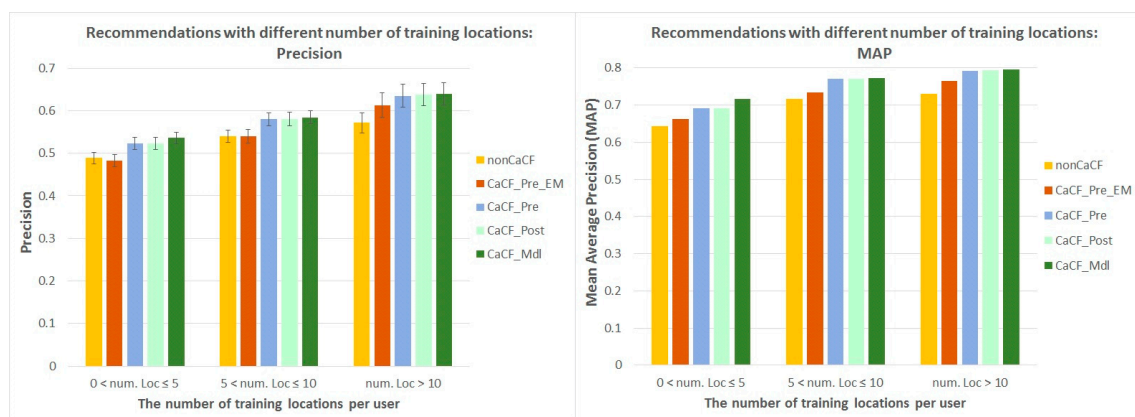 Recommendations with different number of training locations:
Precision
0.7
0.6
0.5
0.4
0.3
0.2
0.1
0
Precision
0 < num. Loc ≤ 5
5 < num. Loc ≤ 10
num. Loc > 10
The number of training locations per user
nonCaCF
CaCF_Pre_EM
CaCF_Pre
CaCF_Post
CaCF_Mdl
Recommendations with different number of training locations:
MAP
0.8
0.7
0.6
0.5
0.4
0.3
0.2
0.1
0
Mean Average Precision (MAP)
0 < num. Loc ≤ 5
5 < num. Loc ≤ 10
num. Loc > 10
The number of training locations per user
nonCaCF
CaCF_Pre_EM
CaCF_Pre
CaCF_Post
CaCF_Mdl